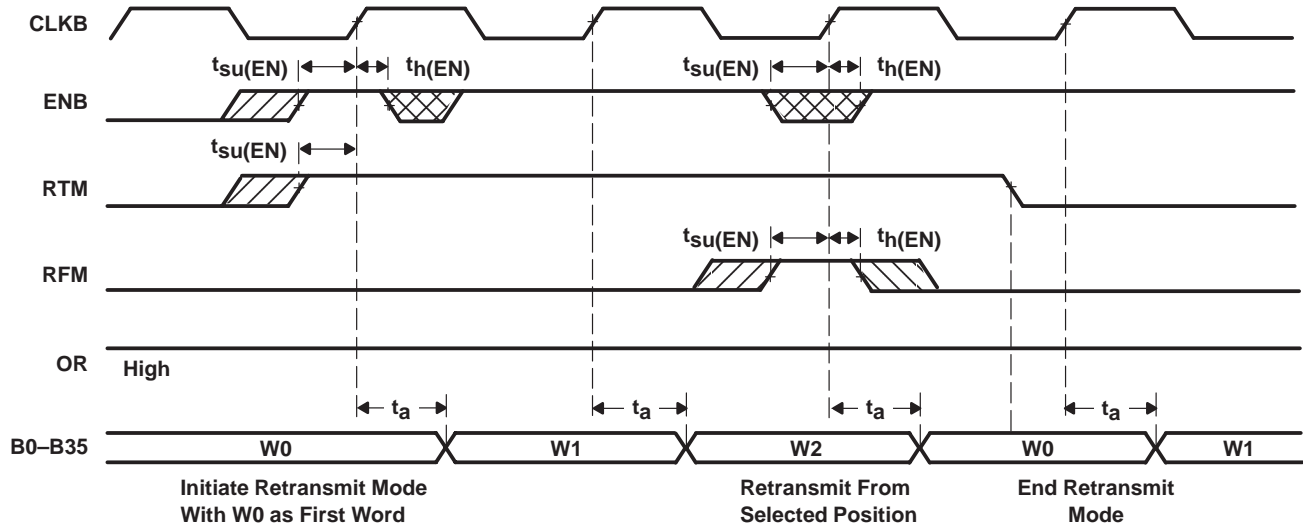 CLKB
tsu(EN) th(EN) tsu(EN) th(EN)
ENB
tsu(EN)
RTM
tsu(EN) th(EN)
RFM
OR High
ta ta ta ta
B0–B35 W0 W1 W2 W0 W1
Initiate Retransmit Mode
With W0 as First Word
Retransmit From
Selected Position
End Retransmit
Mode